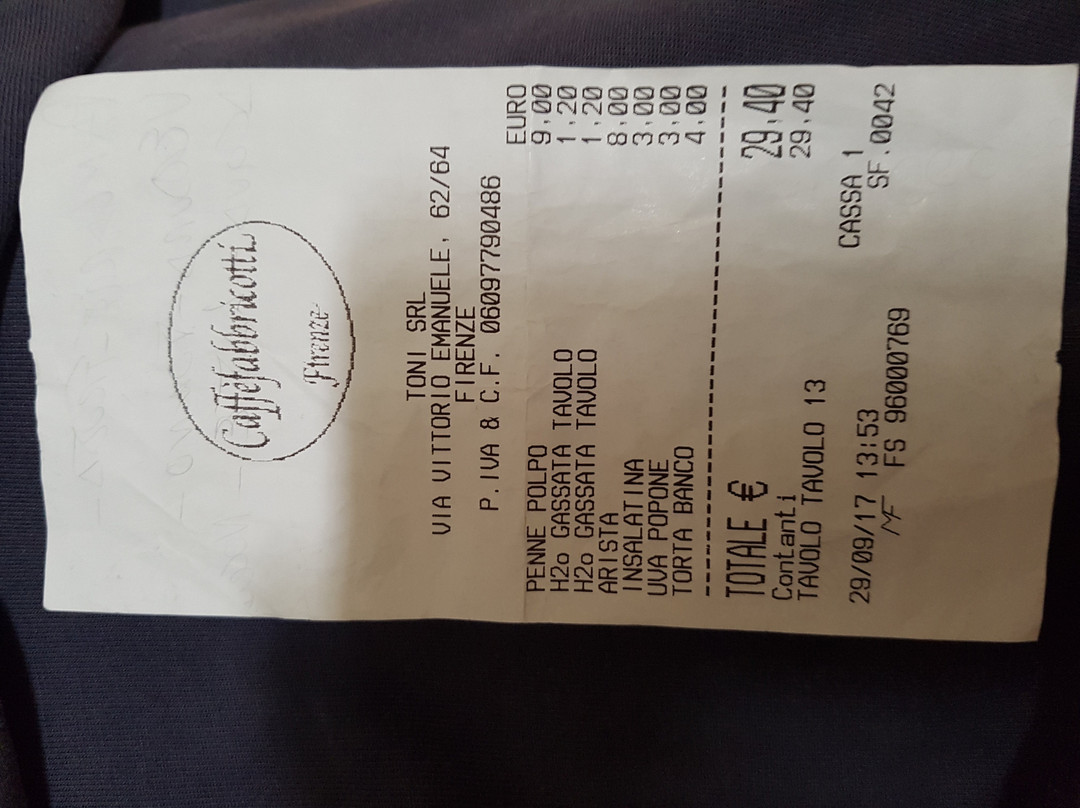 Caffèfabbricotti
Firenze
TONI SRL
VIA VITTORIO EMANUELE, 62/64
FIRENZE
P.IVA & C.F. 06097790486
EURO
PENNE POLPO 9,00
H2o GASSATA TAVOLO 1,20
H2o GASSATA TAVOLO 1,20
ARISTA 8,00
INSALATINA 3,00
UVA POPONE 3,00
TORTA BANCO 4,00
TOTALE € 29,40
Contanti 29,40
TAVOLO TAVOLO 13
CASSA 1
29/09/17 13:53 SF.0042
MF FS 96000769